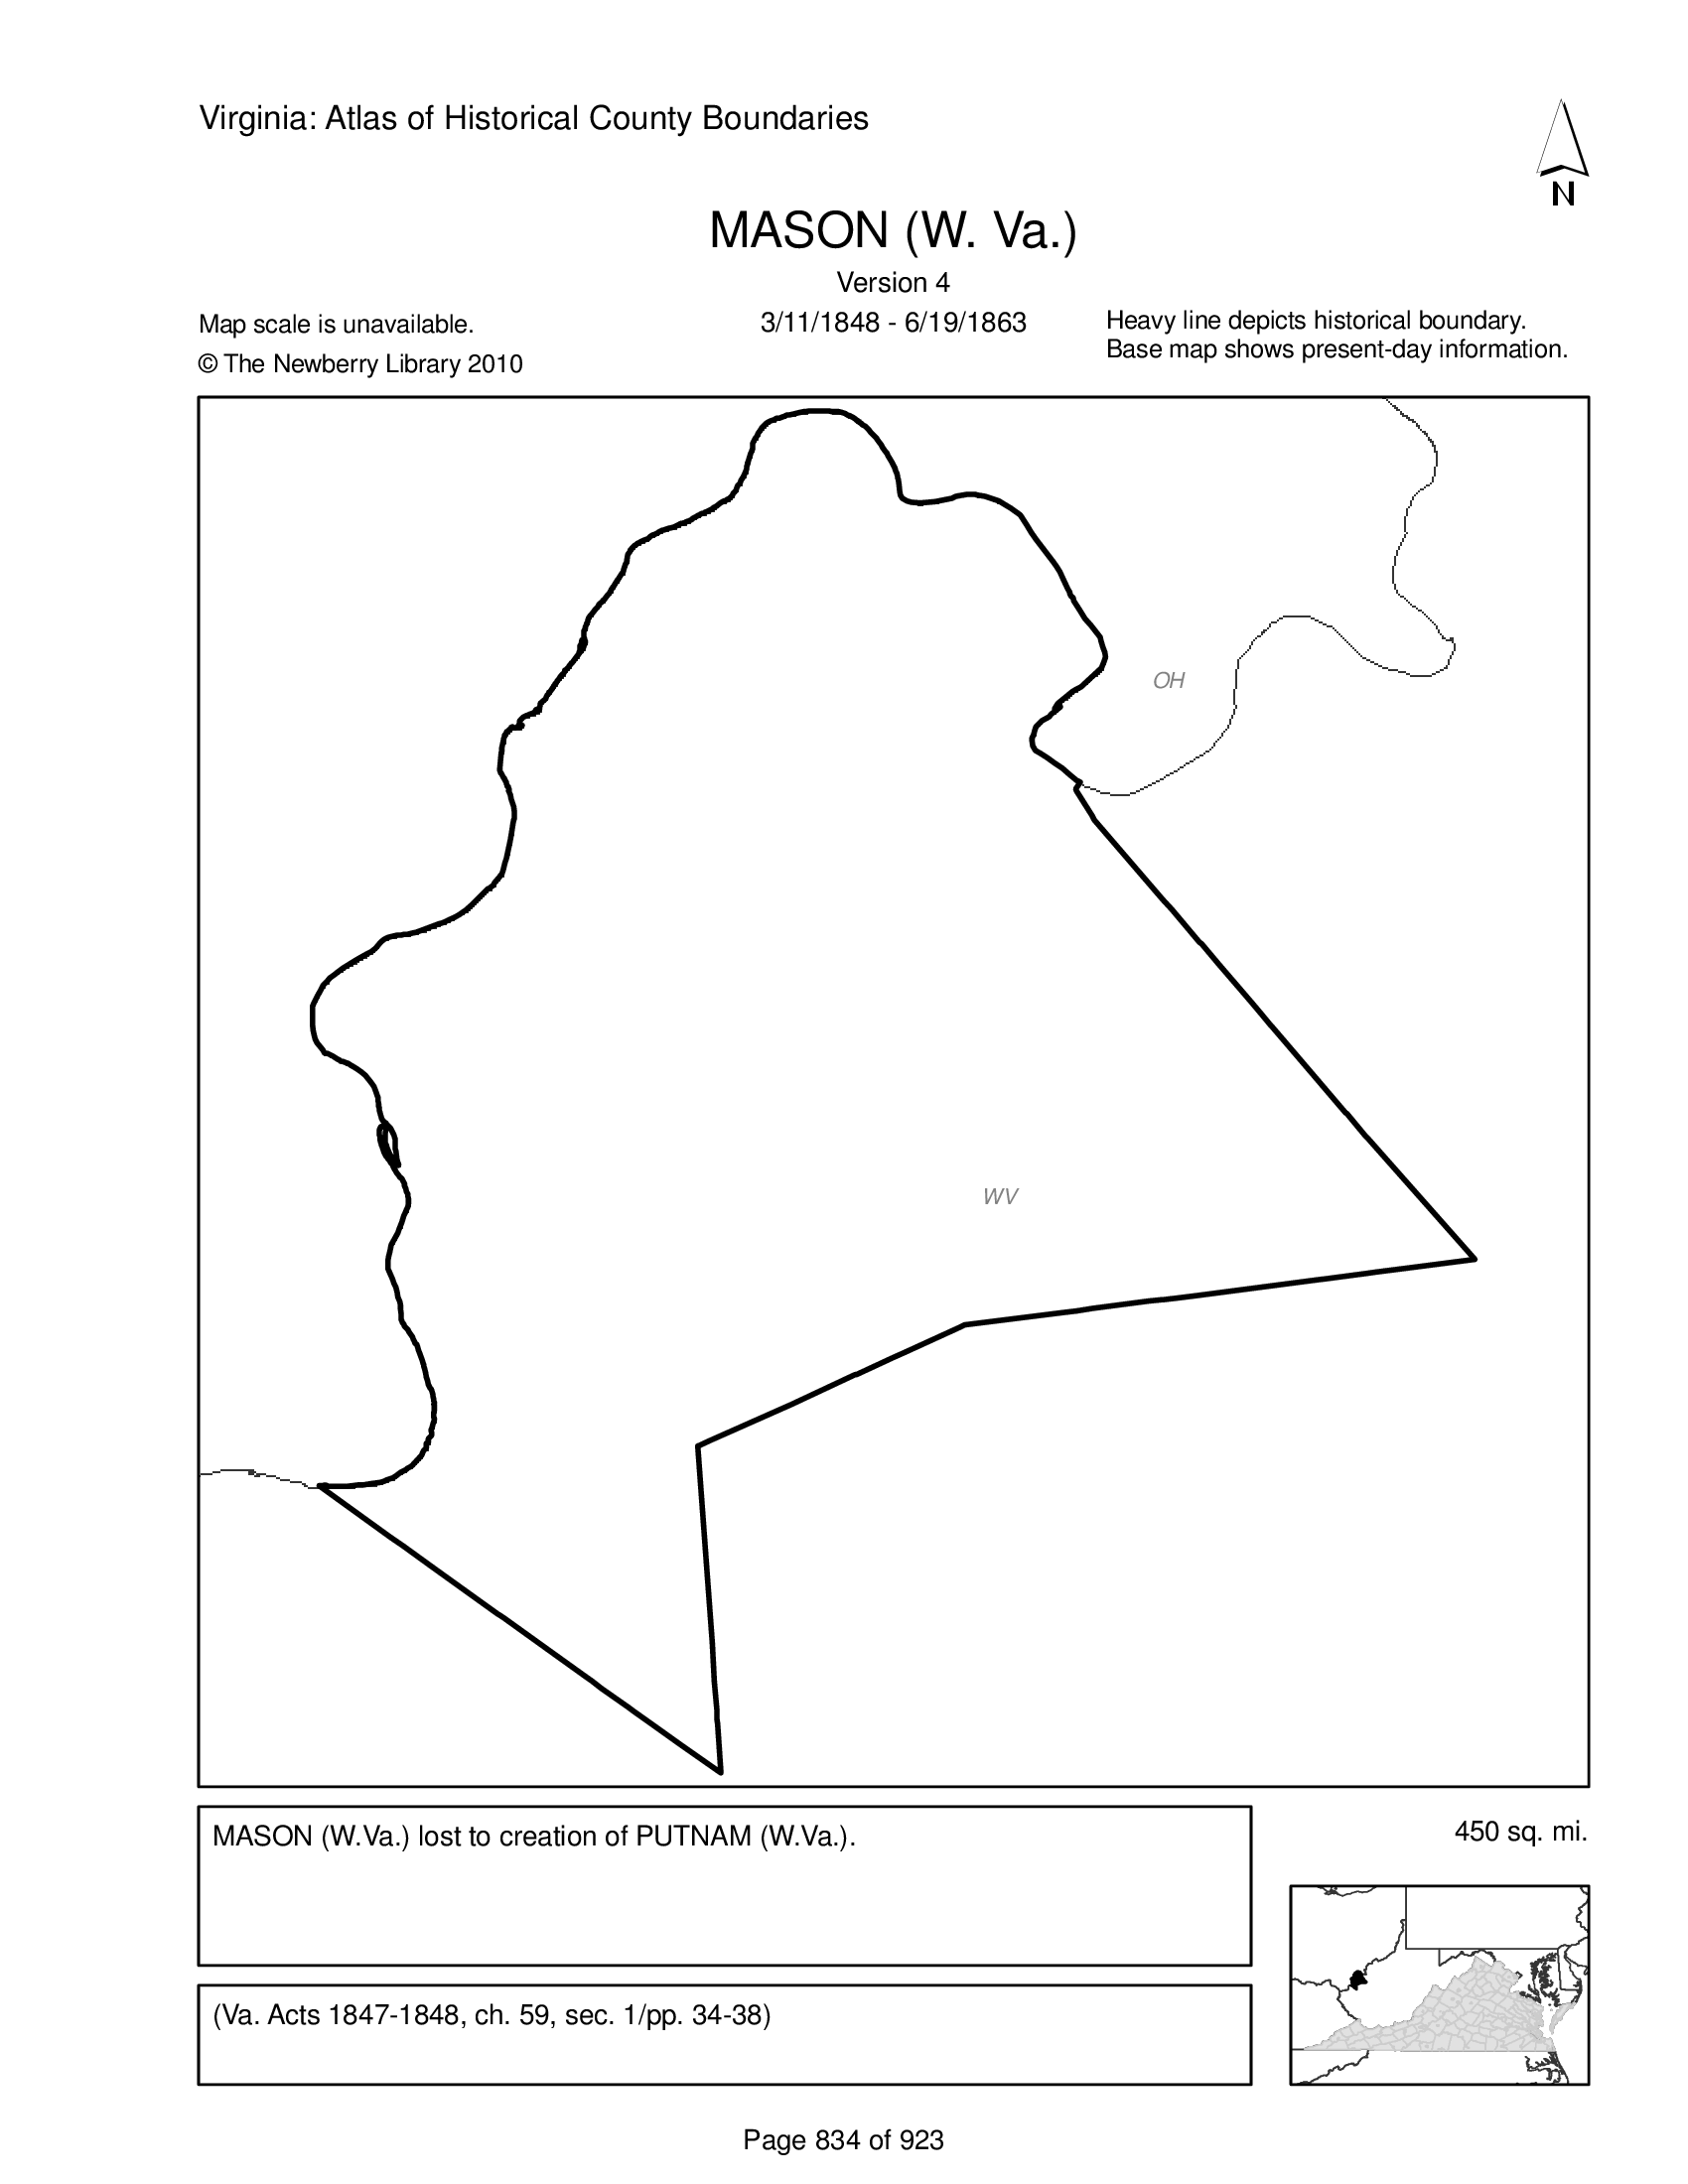 Virginia: Atlas of Historical County Boundaries
N
MASON (W. Va.)
Version 4
3/11/1848 - 6/19/1863
Map scale is unavailable.
© The Newberry Library 2010
Heavy line depicts historical boundary.
Base map shows present-day information.
OH
WV
MASON (W.Va.) lost to creation of PUTNAM (W.Va.).
450 sq. mi.
(Va. Acts 1847-1848, ch. 59, sec. 1/pp. 34-38)
Page 834 of 923